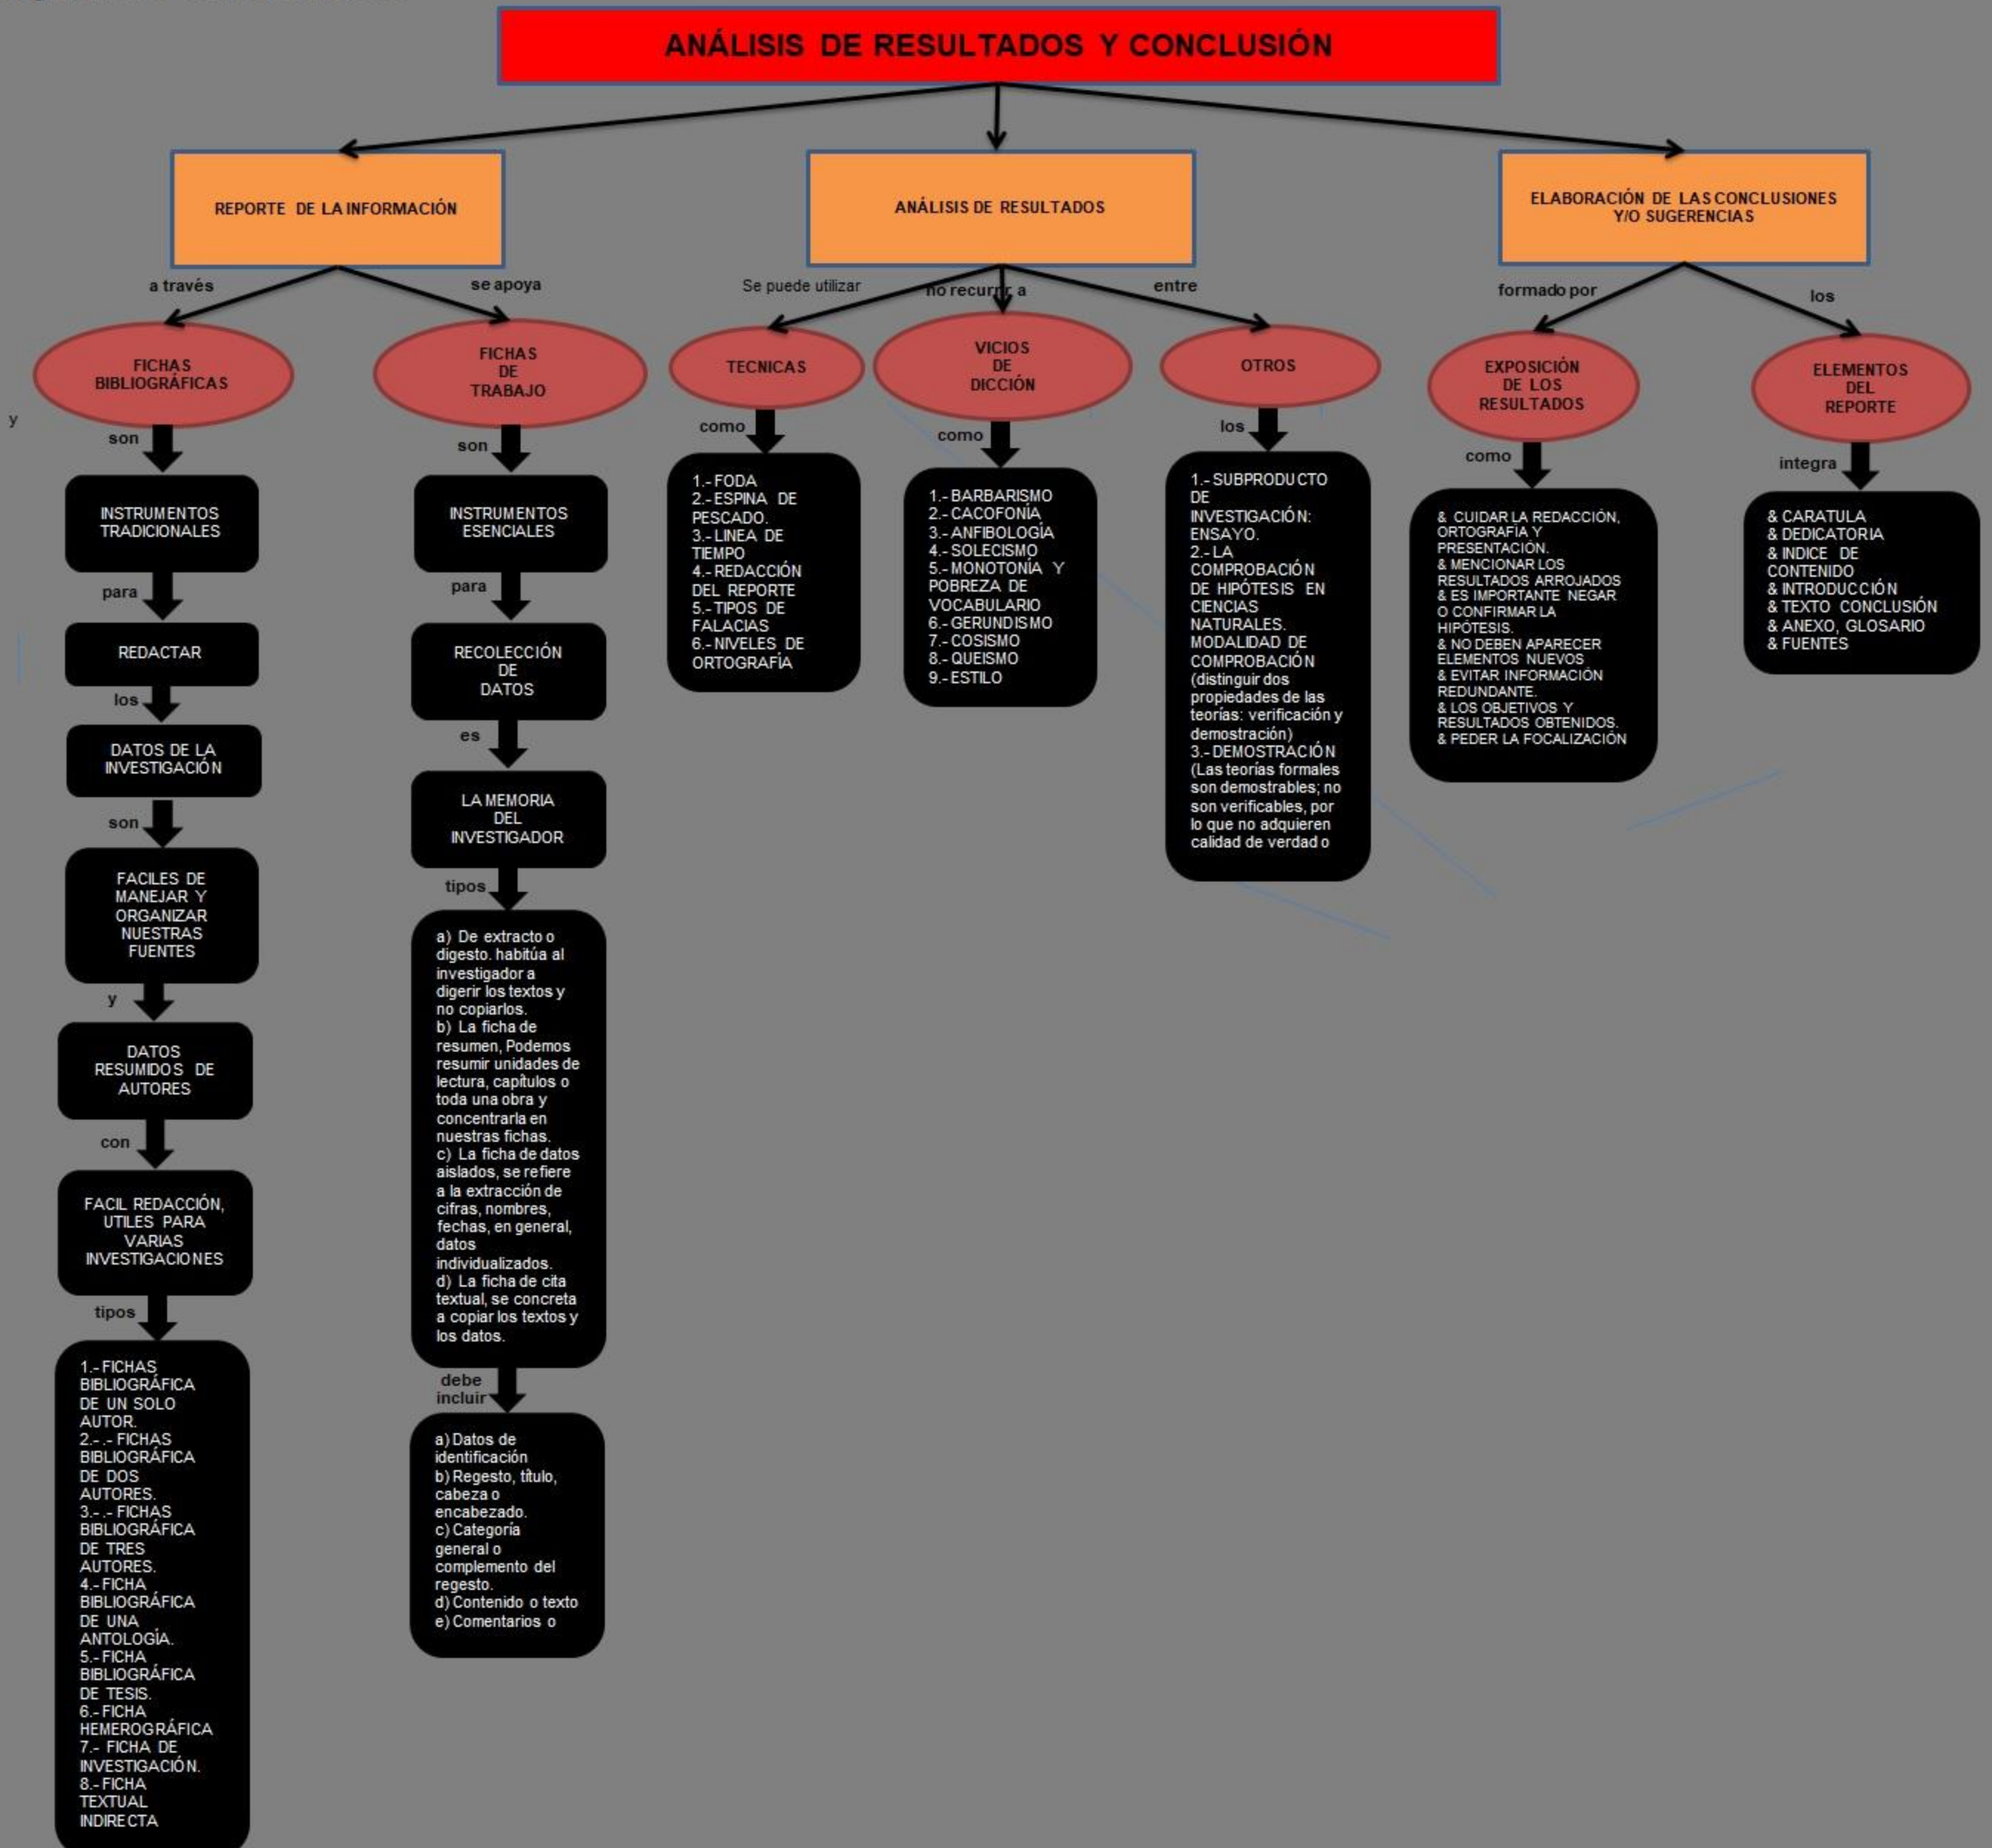 ANÁLISIS DE RESULTADOS Y CONCLUSIÓN
REPORTE DE LA INFORMACIÓN
ANÁLISIS DE RESULTADOS
ELABORACIÓN DE LAS CONCLUSIONES
Y/O SUGERENCIAS
a través
se apoya
Se puede utilizar
no recurrir a
entre
formado por
los
FICHAS
BIBLIOGRÁFICAS
y
son
INSTRUMENTOS
TRADICIONALES
para
REDACTAR
los
DATOS DE LA
INVESTIGACIÓN
son
FACILES DE
MANEJAR Y
ORGANIZAR
NUESTRAS
FUENTES
y
DATOS
RESUMIDOS DE
AUTORES
con
FACIL REDACCIÓN,
UTILES PARA
VARIAS
INVESTIGACIONES
tipos
1.- FICHAS
BIBLIOGRÁFICA
DE UN SOLO
AUTOR.
2.- .- FICHAS
BIBLIOGRÁFICA
DE DOS
AUTORES.
3.- .- FICHAS
BIBLIOGRÁFICA
DE TRES
AUTORES.
4.- FICHA
BIBLIOGRÁFICA
DE UNA
ANTOLOGÍA.
5.- FICHA
BIBLIOGRÁFICA
DE TESIS.
6.- FICHA
HEMEROGRÁFICA
7.- FICHA DE
INVESTIGACIÓN.
8.- FICHA
TEXTUAL
INDIRECTA
FICHAS
DE
TRABAJO
son
INSTRUMENTOS
ESENCIALES
para
RECOLECCIÓN
DE
DATOS
es
LA MEMORIA
DEL
INVESTIGADOR
tipos
a) De extracto o
digesto. habitúa al
investigador a
digerir los textos y
no copiarlos.
b) La ficha de
resumen, Podemos
resumir unidades de
lectura, capítulos o
toda una obra y
concentrarla en
nuestras fichas.
c) La ficha de datos
aislados, se refiere
a la extracción de
cifras, nombres,
fechas, en general,
datos
individualizados.
d) La ficha de cita
textual, se concreta
a copiar los textos y
los datos.
debe
incluir
a) Datos de
identificación
b) Regesto, título,
cabeza o
encabezado.
c) Categoría
general o
complemento del
regesto.
d) Contenido o texto
e) Comentarios o
TECNICAS
como
1.- FODA
2.- ESPINA DE
PESCADO.
3.- LINEA DE
TIEMPO
4.- REDACCIÓN
DEL REPORTE
5.- TIPOS DE
FALACIAS
6.- NIVELES DE
ORTOGRAFÍA
VICIOS
DE
DICCIÓN
como
1.- BARBARISMO
2.- CACOFONÍA
3.- ANFIBOLOGÍA
4.- SOLECISMO
5.- MONOTONÍA Y
POBREZA DE
VOCABULARIO
6.- GERUNDISMO
7.- COSISMO
8.- QUEISMO
9.- ESTILO
OTROS
los
1.- SUBPRODUCTO
DE
INVESTIGACIÓN:
ENSAYO.
2.- LA
COMPROBACIÓN
DE HIPÓTESIS EN
CIENCIAS
NATURALES.
MODALIDAD DE
COMPROBACIÓN
(distinguir dos
propiedades de las
teorías: verificación y
demostración)
3.- DEMOSTRACIÓN
(Las teorías formales
son demostrables; no
son verificables, por
lo que no adquieren
calidad de verdad o
EXPOSICIÓN
DE LOS
RESULTADOS
como
& CUIDAR LA REDACCIÓN,
ORTOGRAFÍA Y
PRESENTACIÓN.
& MENCIONAR LOS
RESULTADOS ARROJADOS
& ES IMPORTANTE NEGAR
O CONFIRMAR LA
HIPÓTESIS.
& NO DEBEN APARECER
ELEMENTOS NUEVOS
& EVITAR INFORMACIÓN
REDUNDANTE.
& LOS OBJETIVOS Y
RESULTADOS OBTENIDOS.
& PEDER LA FOCALIZACIÓN
ELEMENTOS
DEL
REPORTE
integra
& CARATULA
& DEDICATORIA
& INDICE DE
CONTENIDO
& INTRODUCCIÓN
& TEXTO CONCLUSIÓN
& ANEXO, GLOSARIO
& FUENTES